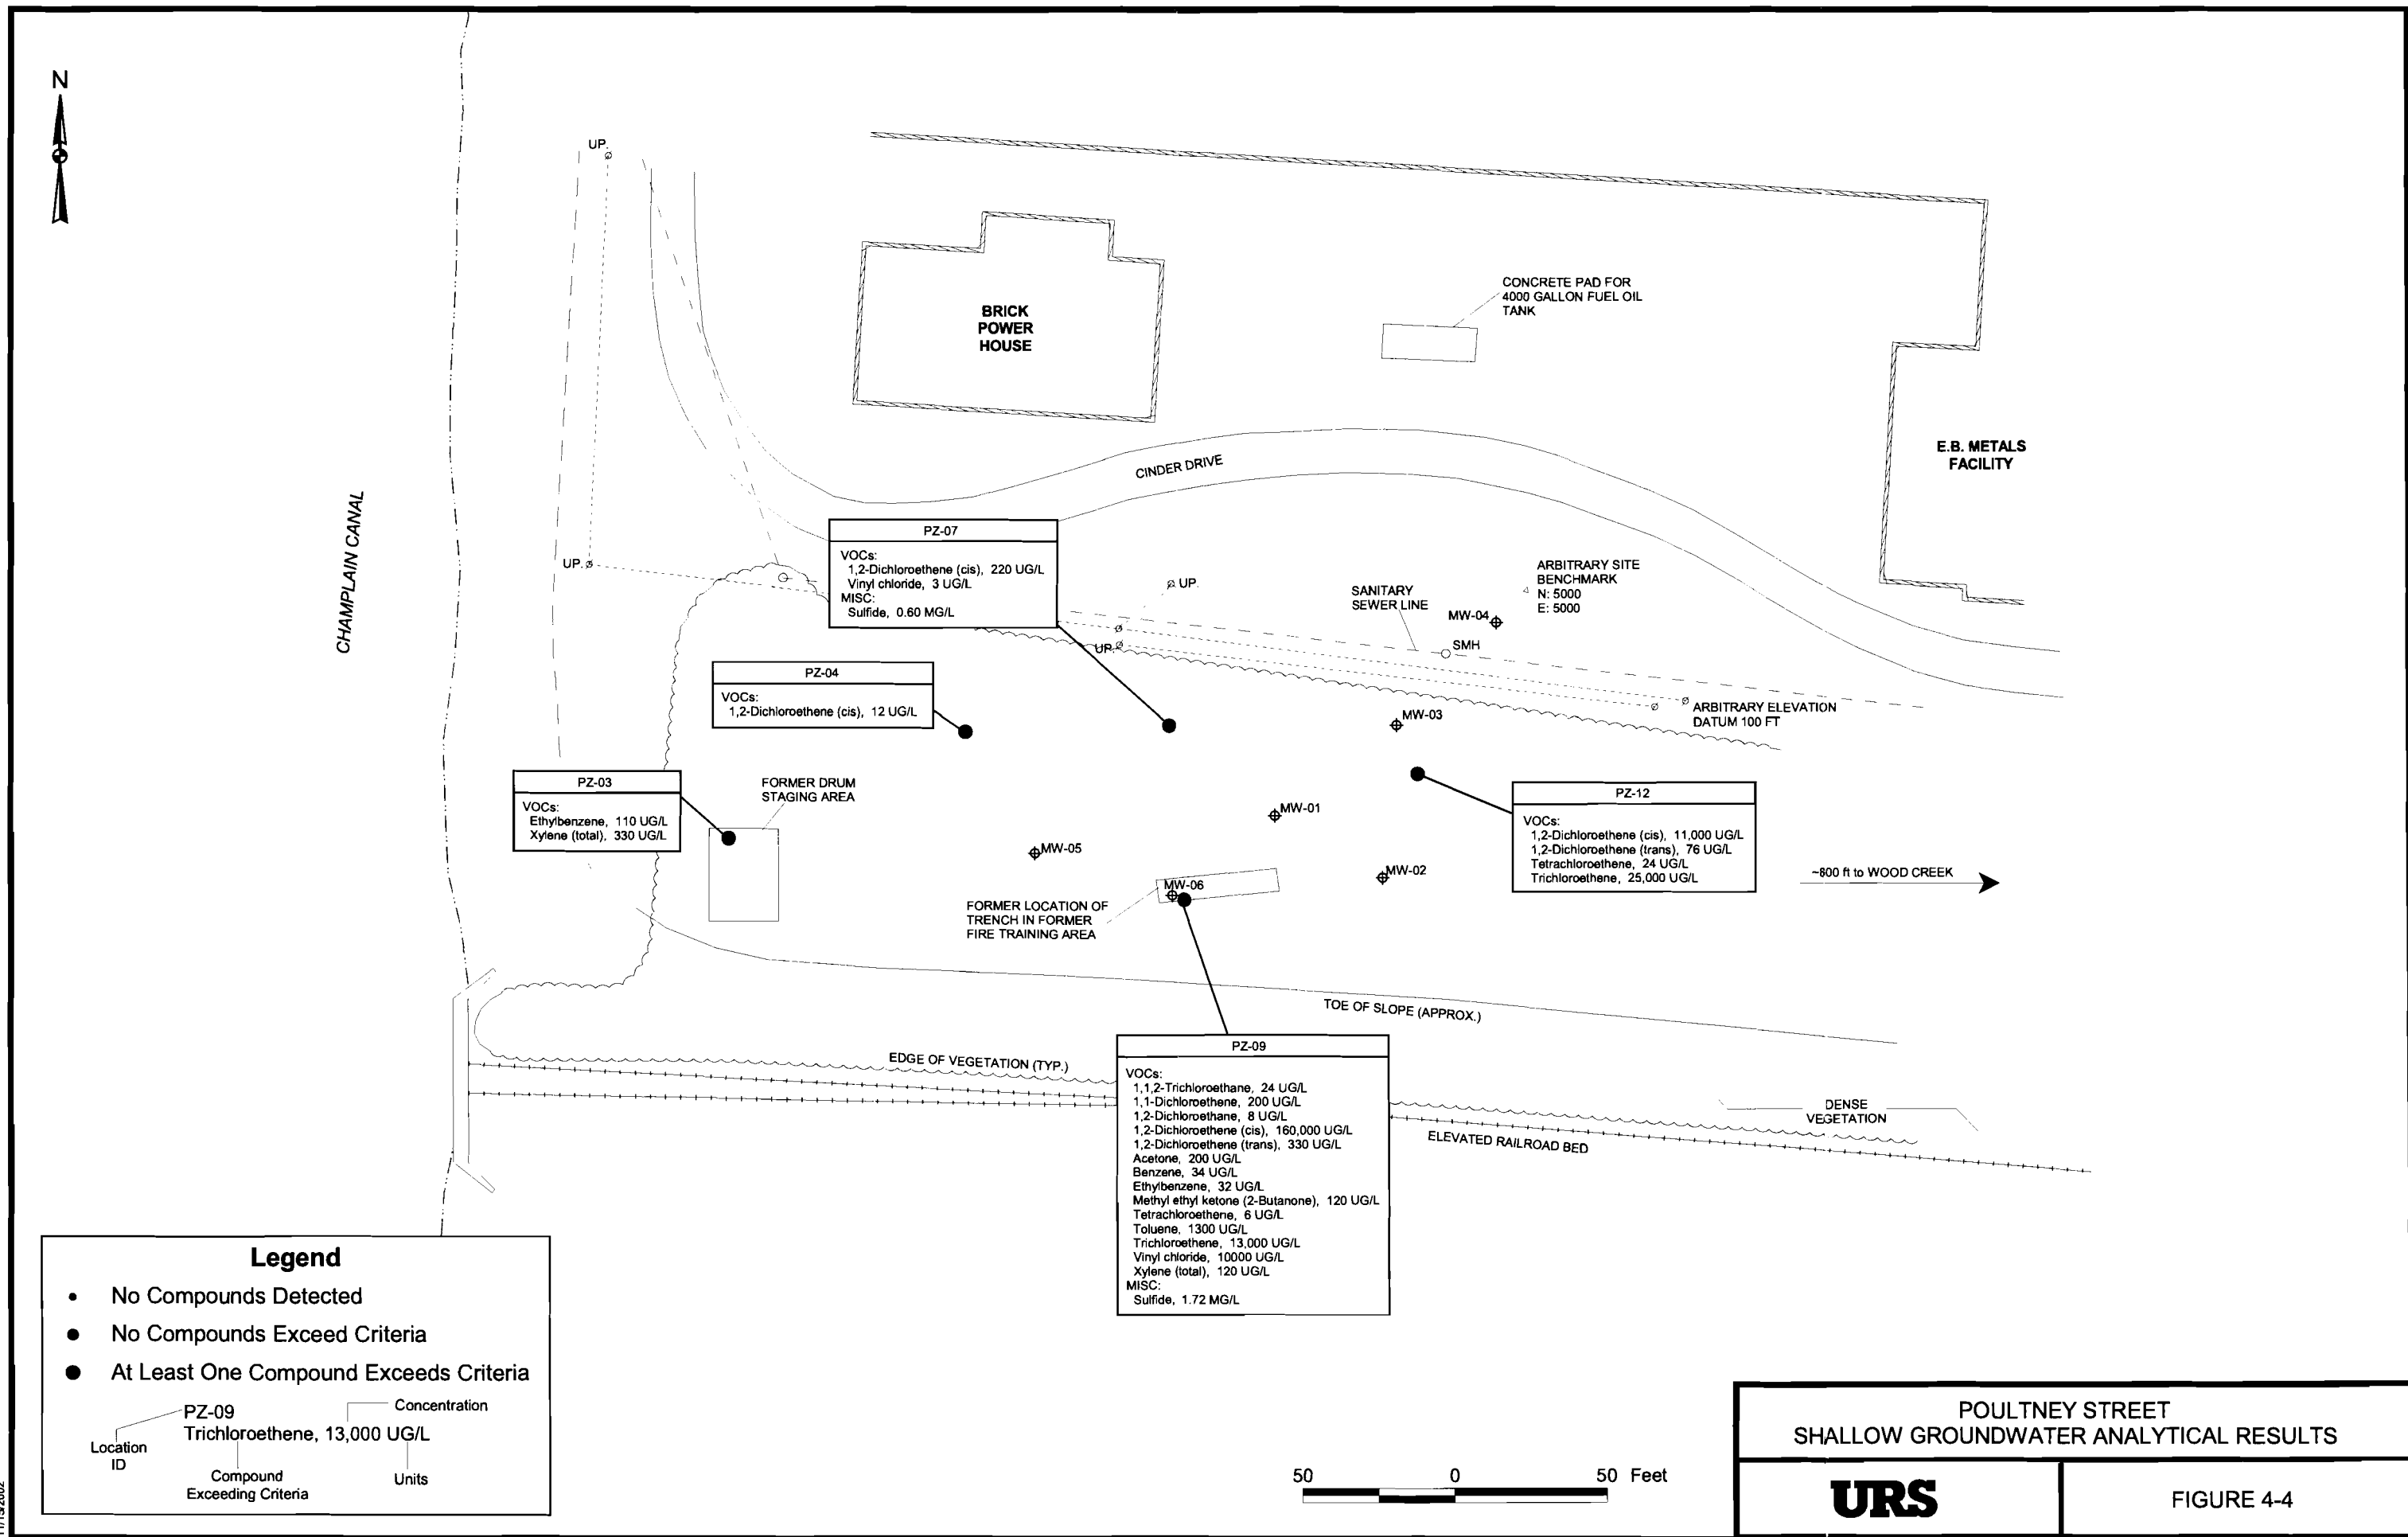 N
UP.
BRICK
POWER
HOUSE
CONCRETE PAD FOR
4000 GALLON FUEL OIL
TANK
E.B. METALS
FACILITY
CINDER DRIVE
CHAMPLAIN CANAL
PZ-07
VOCs:
1,2-Dichloroethene (cis), 220 UG/L
Vinyl chloride, 3 UG/L
MISC:
Sulfide, 0.60 MG/L
UP.
UP.
UP.
SANITARY
SEWER LINE
ARBITRARY SITE
BENCHMARK
N: 5000
E: 5000
MW-04
SMH
PZ-04
VOCs:
1,2-Dichloroethene (cis), 12 UG/L
MW-03
ARBITRARY ELEVATION
DATUM 100 FT
PZ-03
VOCs:
Ethylbenzene, 110 UG/L
Xylene (total), 330 UG/L
FORMER DRUM
STAGING AREA
MW-01
PZ-12
VOCs:
1,2-Dichloroethene (cis), 11,000 UG/L
1,2-Dichloroethene (trans), 76 UG/L
Tetrachloroethene, 24 UG/L
Trichloroethene, 25,000 UG/L
MW-05
MW-02
MW-06
~800 ft to WOOD CREEK
FORMER LOCATION OF
TRENCH IN FORMER
FIRE TRAINING AREA
TOE OF SLOPE (APPROX.)
EDGE OF VEGETATION (TYP.)
PZ-09
VOCs:
1,1,2-Trichloroethane, 24 UG/L
1,1-Dichloroethene, 200 UG/L
1,2-Dichloroethane, 8 UG/L
1,2-Dichloroethene (cis), 160,000 UG/L
1,2-Dichloroethene (trans), 330 UG/L
Acetone, 200 UG/L
Benzene, 34 UG/L
Ethylbenzene, 32 UG/L
Methyl ethyl ketone (2-Butanone), 120 UG/L
Tetrachloroethene, 6 UG/L
Toluene, 1300 UG/L
Trichloroethene, 13,000 UG/L
Vinyl chloride, 10000 UG/L
Xylene (total), 120 UG/L
MISC:
Sulfide, 1.72 MG/L
DENSE
VEGETATION
ELEVATED RAILROAD BED
Legend
No Compounds Detected
No Compounds Exceed Criteria
At Least One Compound Exceeds Criteria
PZ-09
Concentration
Trichloroethene, 13,000 UG/L
Location
ID
Compound
Exceeding Criteria
Units
50 0 50 Feet
POULTNEY STREET
SHALLOW GROUNDWATER ANALYTICAL RESULTS
URS
FIGURE 4-4